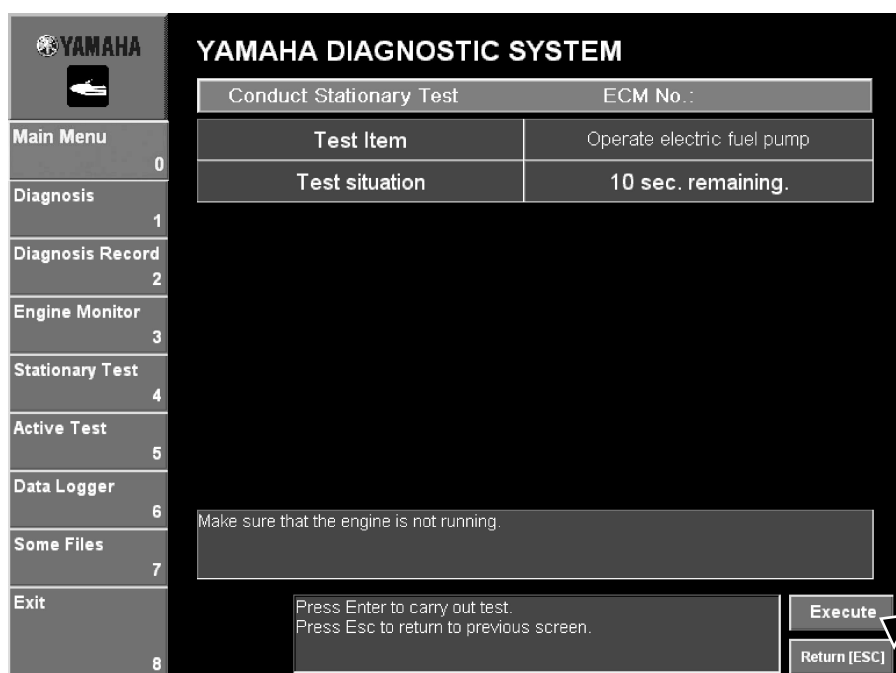 YAMAHA
YAMAHA DIAGNOSTIC SYSTEM
Conduct Stationary Test ECM No.:
Test Item Operate electric fuel pump
Test situation 10 sec. remaining.
Main Menu
0
Diagnosis
1
Diagnosis Record
2
Engine Monitor
3
Stationary Test
4
Active Test
5
Data Logger
6
Some Files
7
Exit
8
Make sure that the engine is not running.
Press Enter to carry out test.
Press Esc to return to previous screen.
Execute
Return [ESC]